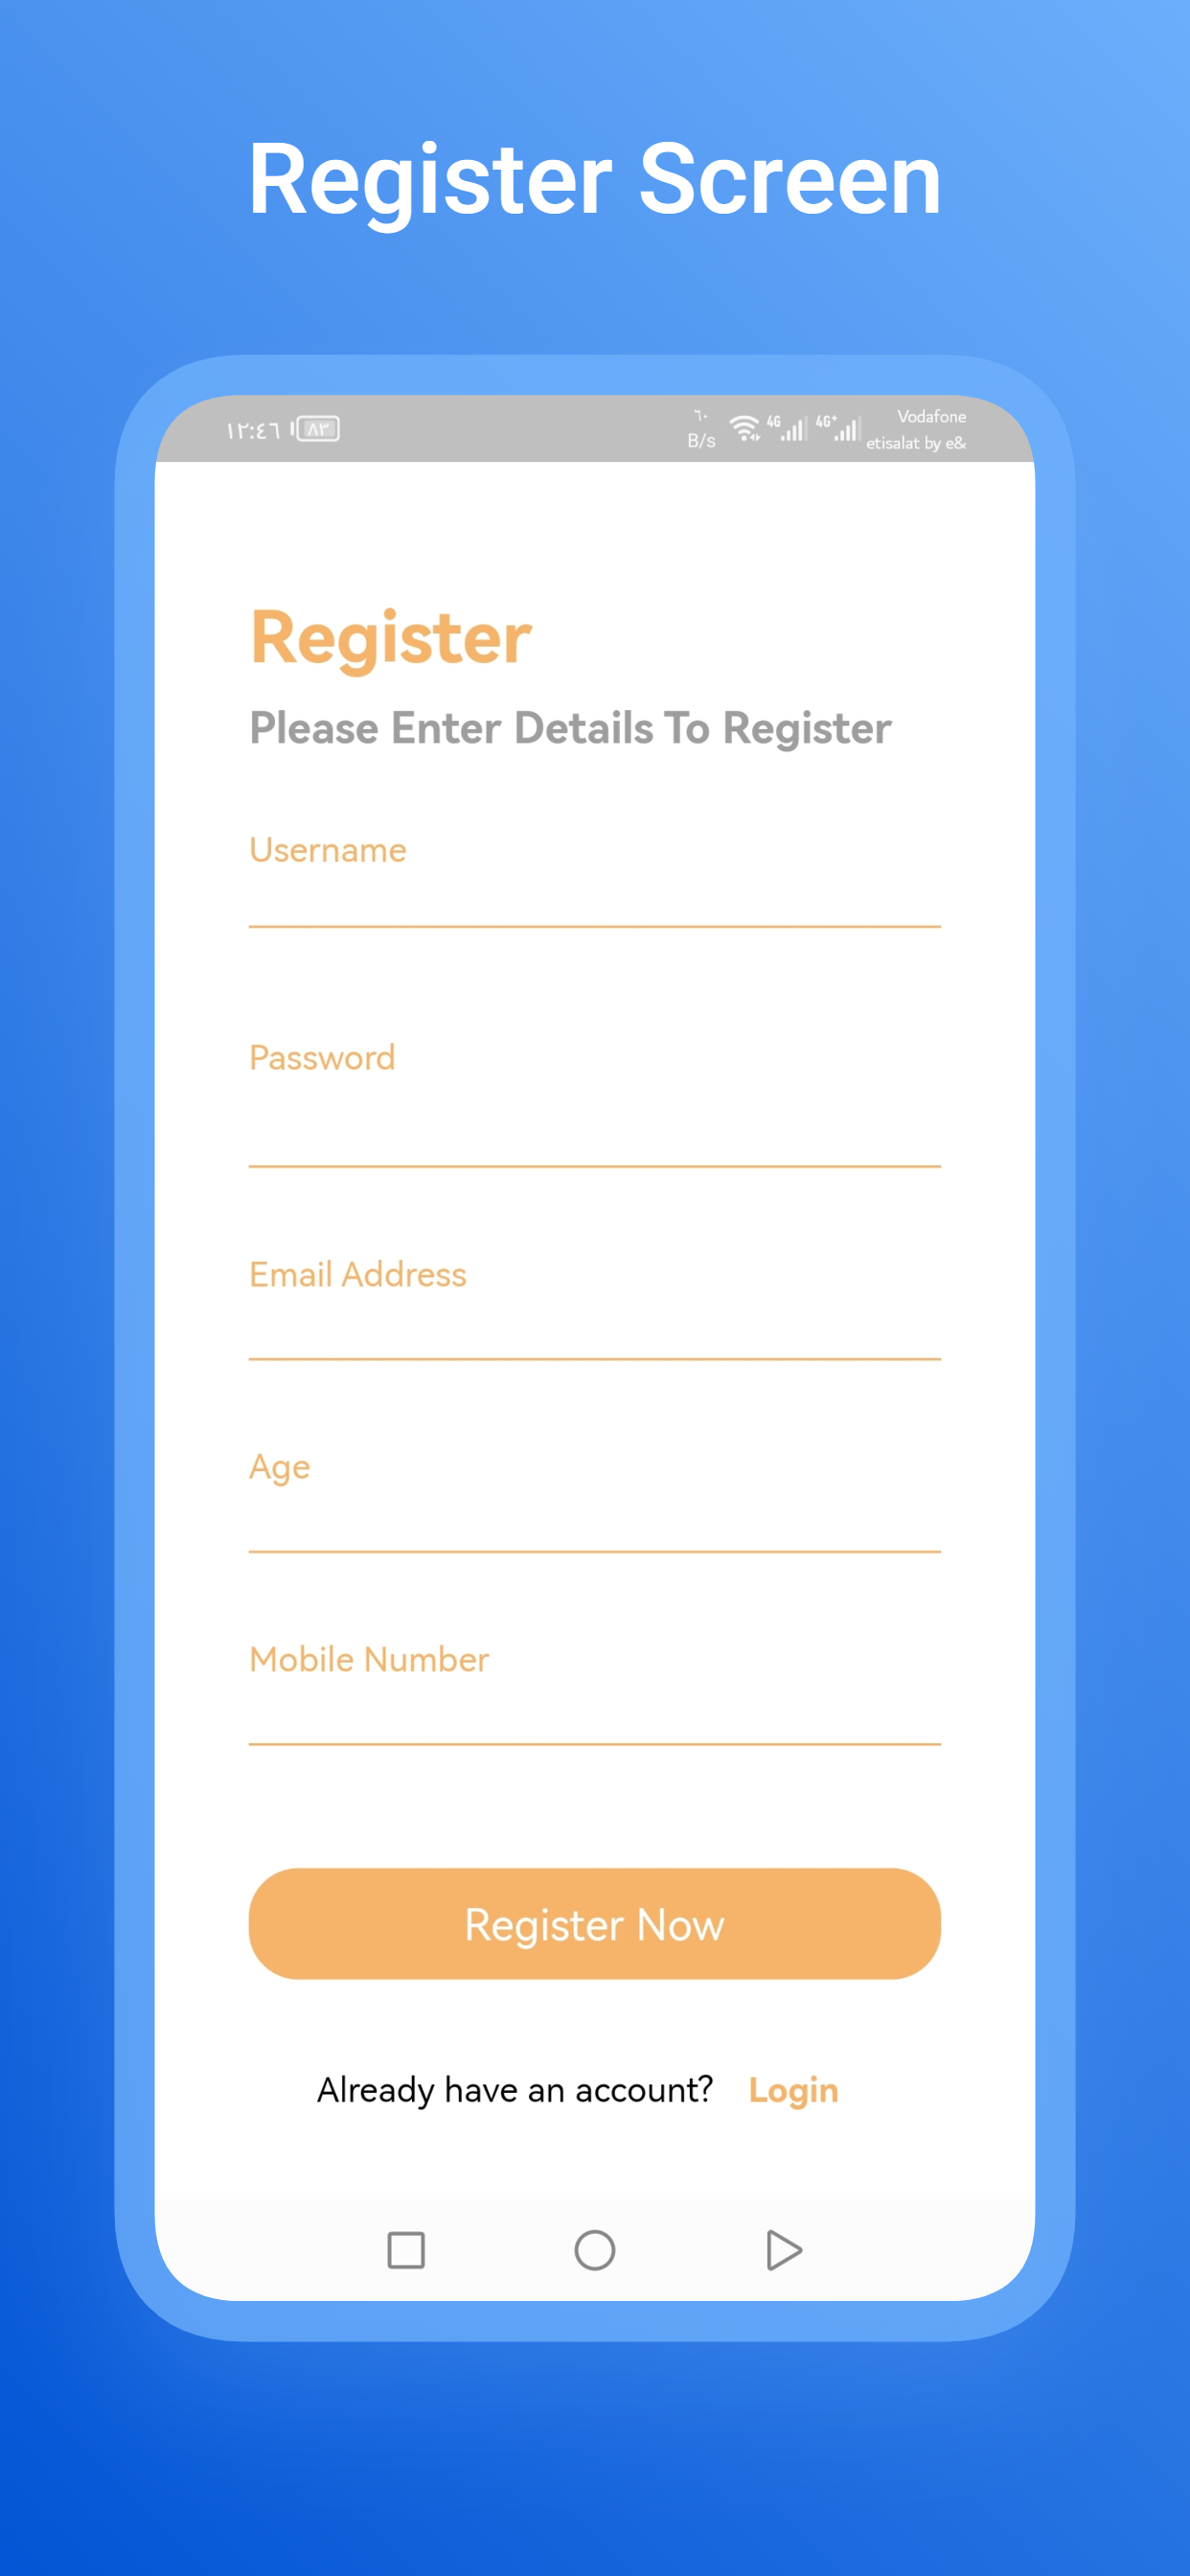 Register Screen
١٢:٤٦ ٨٣
٦٠
B/s
4G 4G+
Vodafone
etisalat by e&
Register
Please Enter Details To Register
Username
Password
Email Address
Age
Mobile Number
Register Now
Already have an account? Login